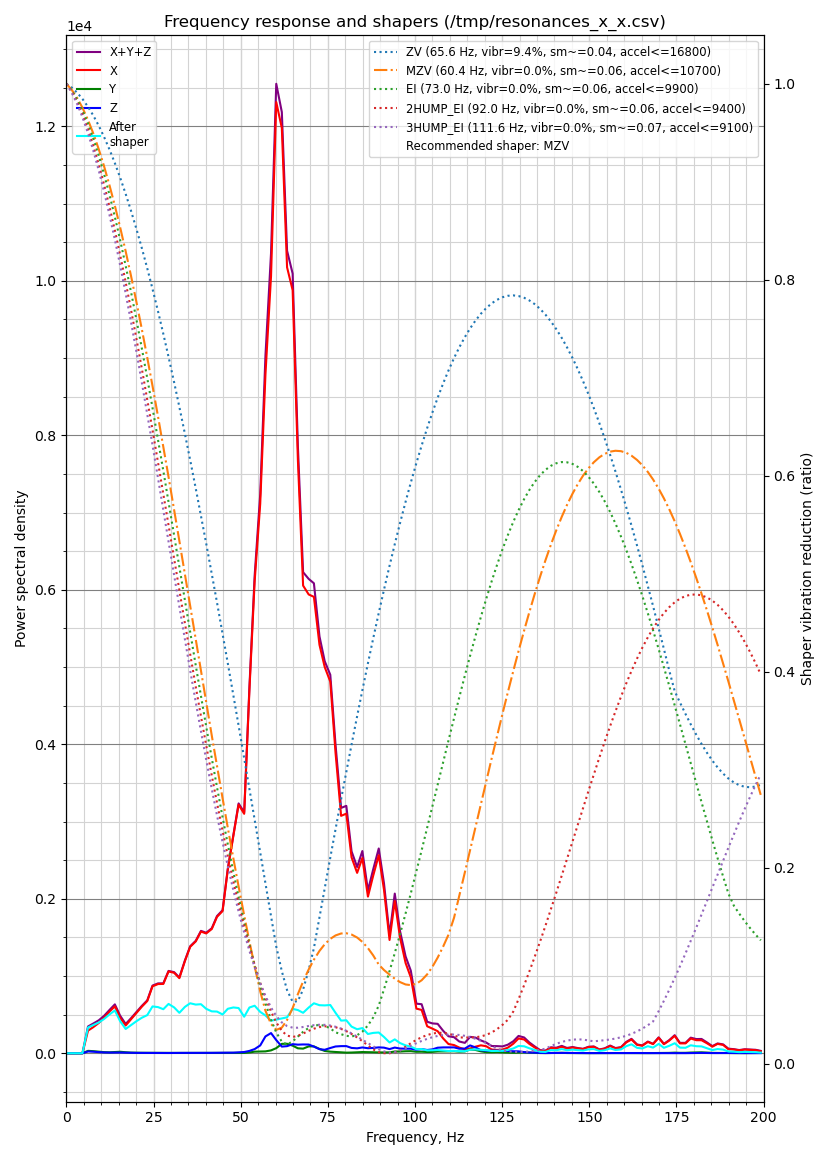 Frequency response and shapers (/tmp/resonances_x_x.csv)
1e4
X+Y+Z
X
Y
Z
After
shaper
ZV (65.6 Hz, vibr=9.4%, sm~=0.04, accel<=16800)
MZV (60.4 Hz, vibr=0.0%, sm~=0.06, accel<=10700)
EI (73.0 Hz, vibr=0.0%, sm~=0.06, accel<=9900)
2HUMP_EI (92.0 Hz, vibr=0.0%, sm~=0.06, accel<=9400)
3HUMP_EI (111.6 Hz, vibr=0.0%, sm~=0.07, accel<=9100)
Recommended shaper: MZV
Power spectral density
1.2
1.0
0.8
0.6
0.4
0.2
0.0
1.0
0.8
0.6
0.4
0.2
0.0
Shaper vibration reduction (ratio)
0 25 50 75 100 125 150 175 200
Frequency, Hz